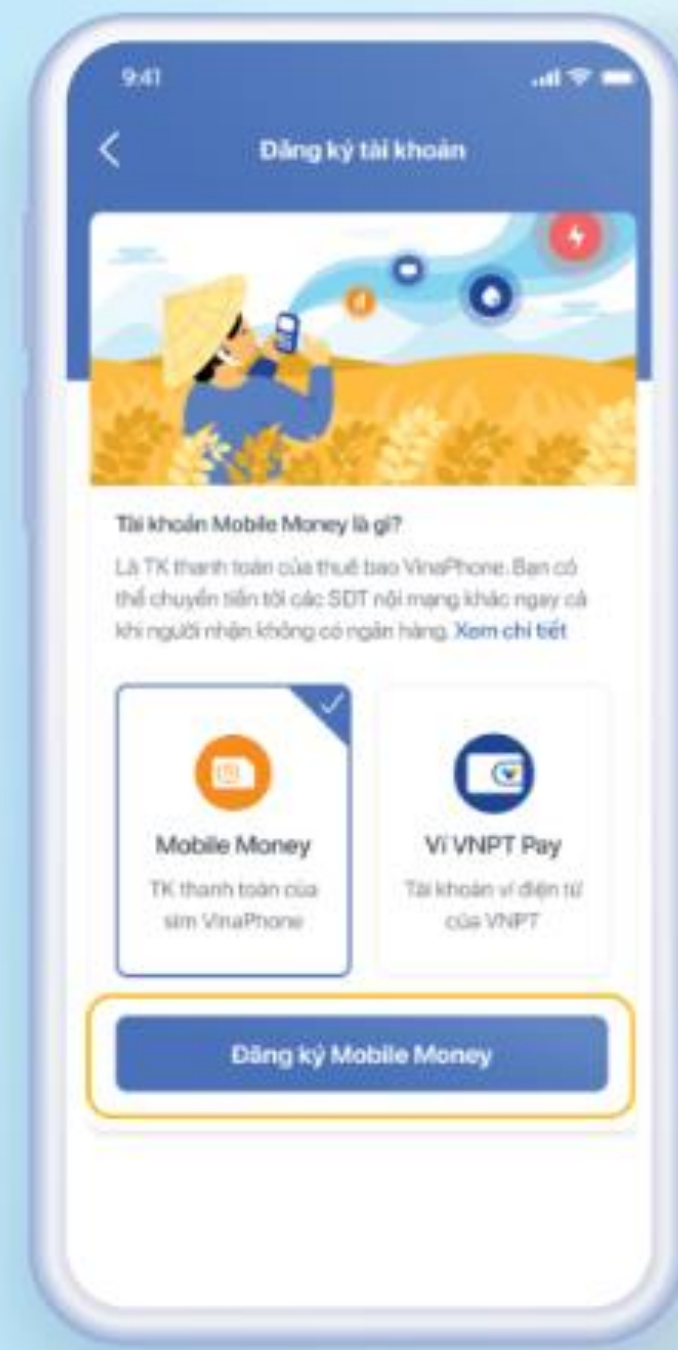 9:41
Đăng ký tài khoản
Tài khoản Mobile Money là gì?
Là TK thanh toán của thuê bao VinaPhone. Bạn có
thể chuyển tiền tới các SDT nội mạng khác ngay cả
khi người nhận không có ngân hàng. Xem chi tiết
Mobile Money
TK thanh toán của
sim VinaPhone
Ví VNPT Pay
Tài khoản ví điện tử
của VNPT
Đăng ký Mobile Money